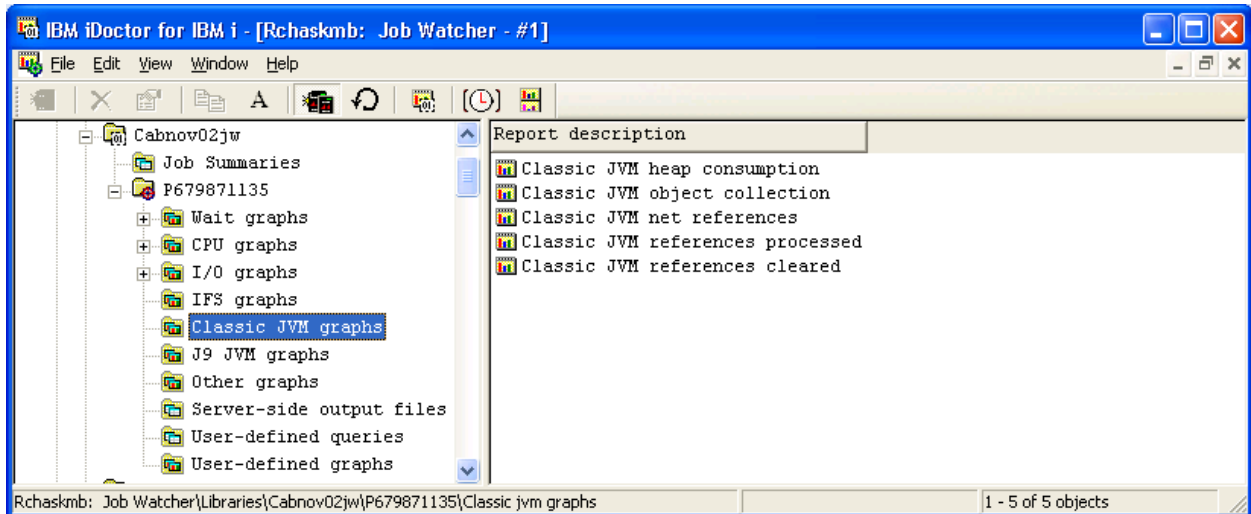 IBM iDoctor for IBM i - [Rchaskmb: Job Watcher - #1]
File Edit View Window Help
Cabnov02jw
Job Summaries
P679871135
Wait graphs
CPU graphs
I/O graphs
IFS graphs
Classic JVM graphs
J9 JVM graphs
Other graphs
Server-side output files
User-defined queries
User-defined graphs
Report description
Classic JVM heap consumption
Classic JVM object collection
Classic JVM net references
Classic JVM references processed
Classic JVM references cleared
Rchaskmb: Job Watcher\Libraries\Cabnov02jw\P679871135\Classic jvm graphs
1 - 5 of 5 objects